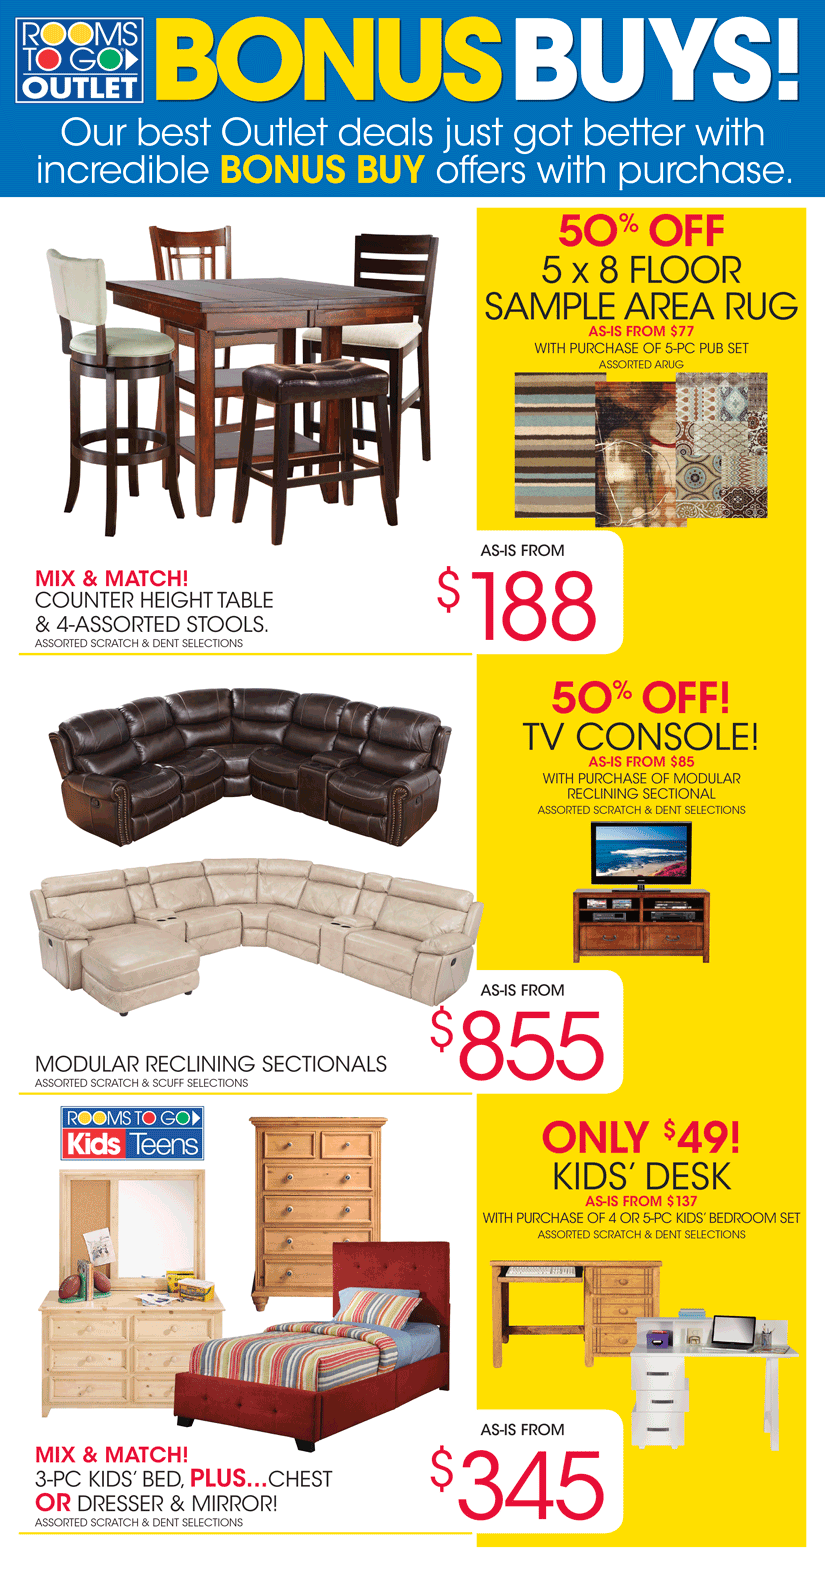 ROOMS
TO GO
OUTLET
BONUS BUYS!
Our best Outlet deals just got better with
incredible BONUS BUY offers with purchase.
50% OFF
5 x 8 FLOOR
SAMPLE AREA RUG
AS-IS FROM $77
WITH PURCHASE OF 5-PC PUB SET
ASSORTED ARUG
AS-IS FROM
$188
MIX & MATCH!
COUNTER HEIGHT TABLE
& 4-ASSORTED STOOLS.
ASSORTED SCRATCH & DENT SELECTIONS
50% OFF!
TV CONSOLE!
AS-IS FROM $85
WITH PURCHASE OF MODULAR
RECLINING SECTIONAL
ASSORTED SCRATCH & DENT SELECTIONS
AS-IS FROM
$855
MODULAR RECLINING SECTIONALS
ASSORTED SCRATCH & SCUFF SELECTIONS
ROOMS TO GO
Kids Teens
ONLY $49!
KIDS' DESK
AS-IS FROM $137
WITH PURCHASE OF 4 OR 5-PC KIDS' BEDROOM SET
ASSORTED SCRATCH & DENT SELECTIONS
AS-IS FROM
$345
MIX & MATCH!
3-PC KIDS' BED, PLUS...CHEST
OR DRESSER & MIRROR!
ASSORTED SCRATCH & DENT SELECTIONS